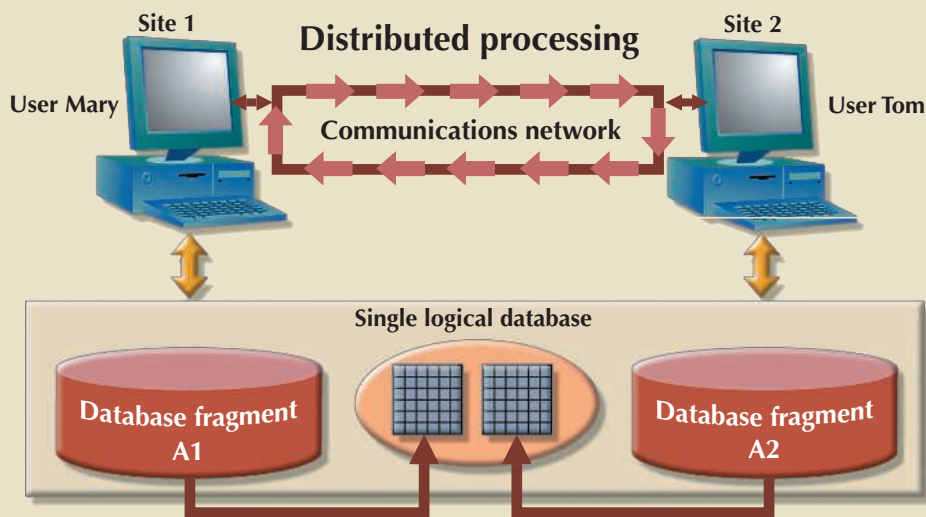 Site 1
Distributed processing
Site 2
User Mary
Communications network
User Tom
Single logical database
Database fragment
A1
Database fragment
A2